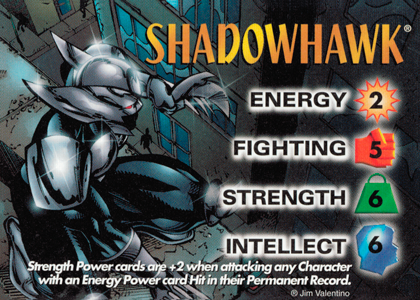 SHADOWHAWK®
ENERGY 2
FIGHTING 5
STRENGTH 6
INTELLECT 6
Strength Power cards are +2 when attacking any Character
with an Energy Power card Hit in their Permanent Record.
® Jim Valentino